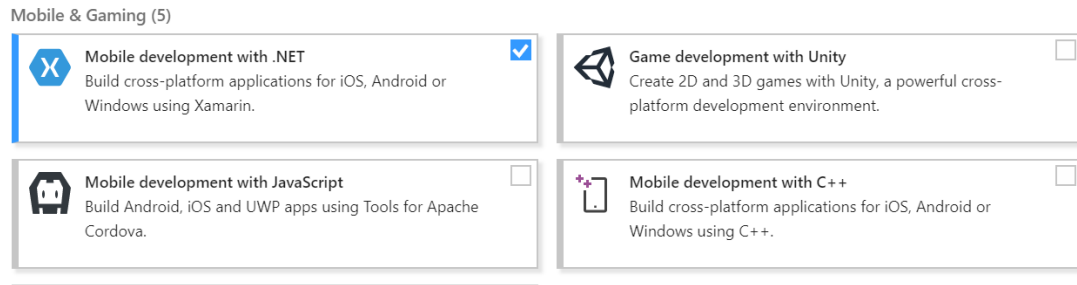 Mobile & Gaming (5)
Mobile development with .NET
Build cross-platform applications for iOS, Android or
Windows using Xamarin.
Game development with Unity
Create 2D and 3D games with Unity, a powerful cross-
platform development environment.
Mobile development with JavaScript
Build Android, iOS and UWP apps using Tools for Apache
Cordova.
Mobile development with C++
Build cross-platform applications for iOS, Android or
Windows using C++.